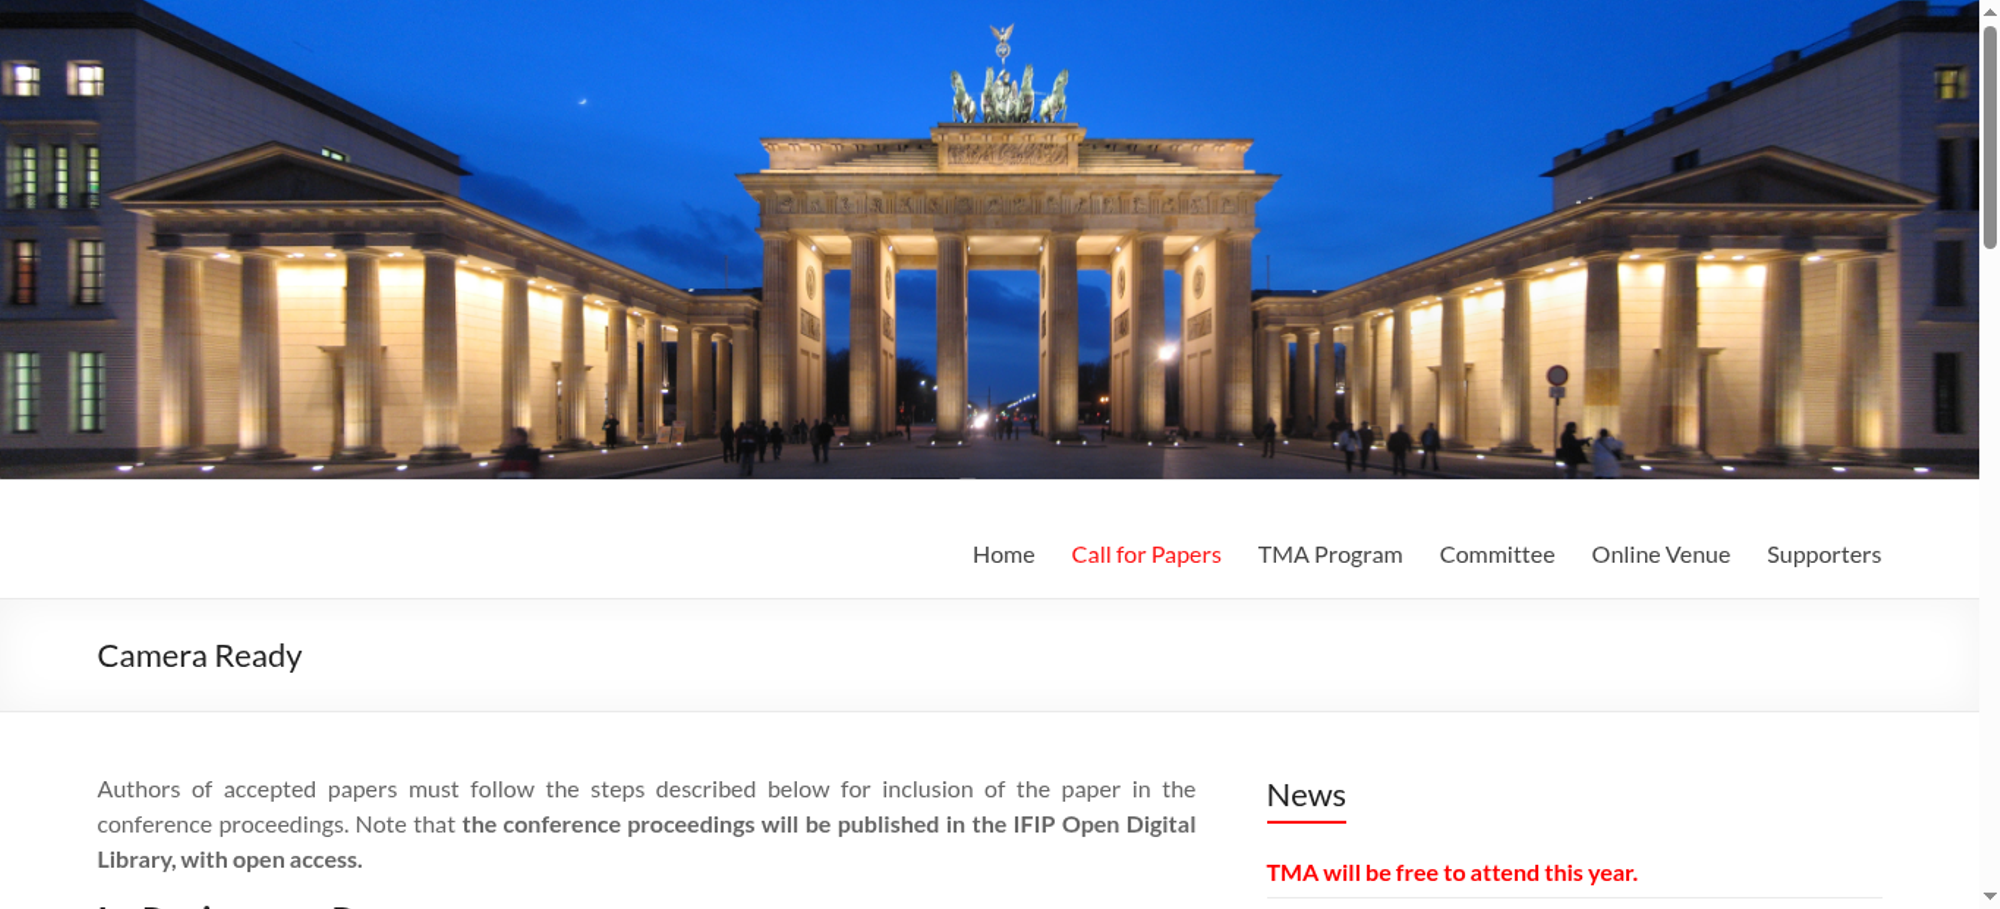 Home Call for Papers TMA Program Committee Online Venue Supporters
Camera Ready
Authors of accepted papers must follow the steps described below for inclusion of the paper in the
conference proceedings. Note that the conference proceedings will be published in the IFIP Open Digital
Library, with open access.
News
TMA will be free to attend this year.